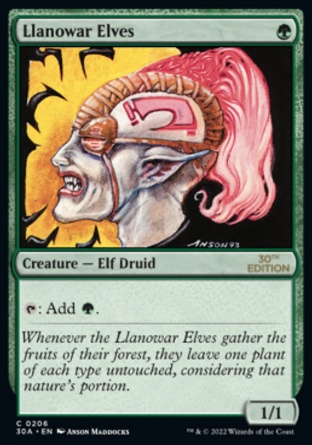 Llanowar Elves
ANSON93
Creature — Elf Druid
30TH
EDITION
: Add .
Whenever the Llanowar Elves gather the
fruits of their forest, they leave one plant
of each type untouched, considering that
nature's portion.
1/1
C 0206
30A • EN Anson Maddocks
™ & © 2022 Wizards of the Coast